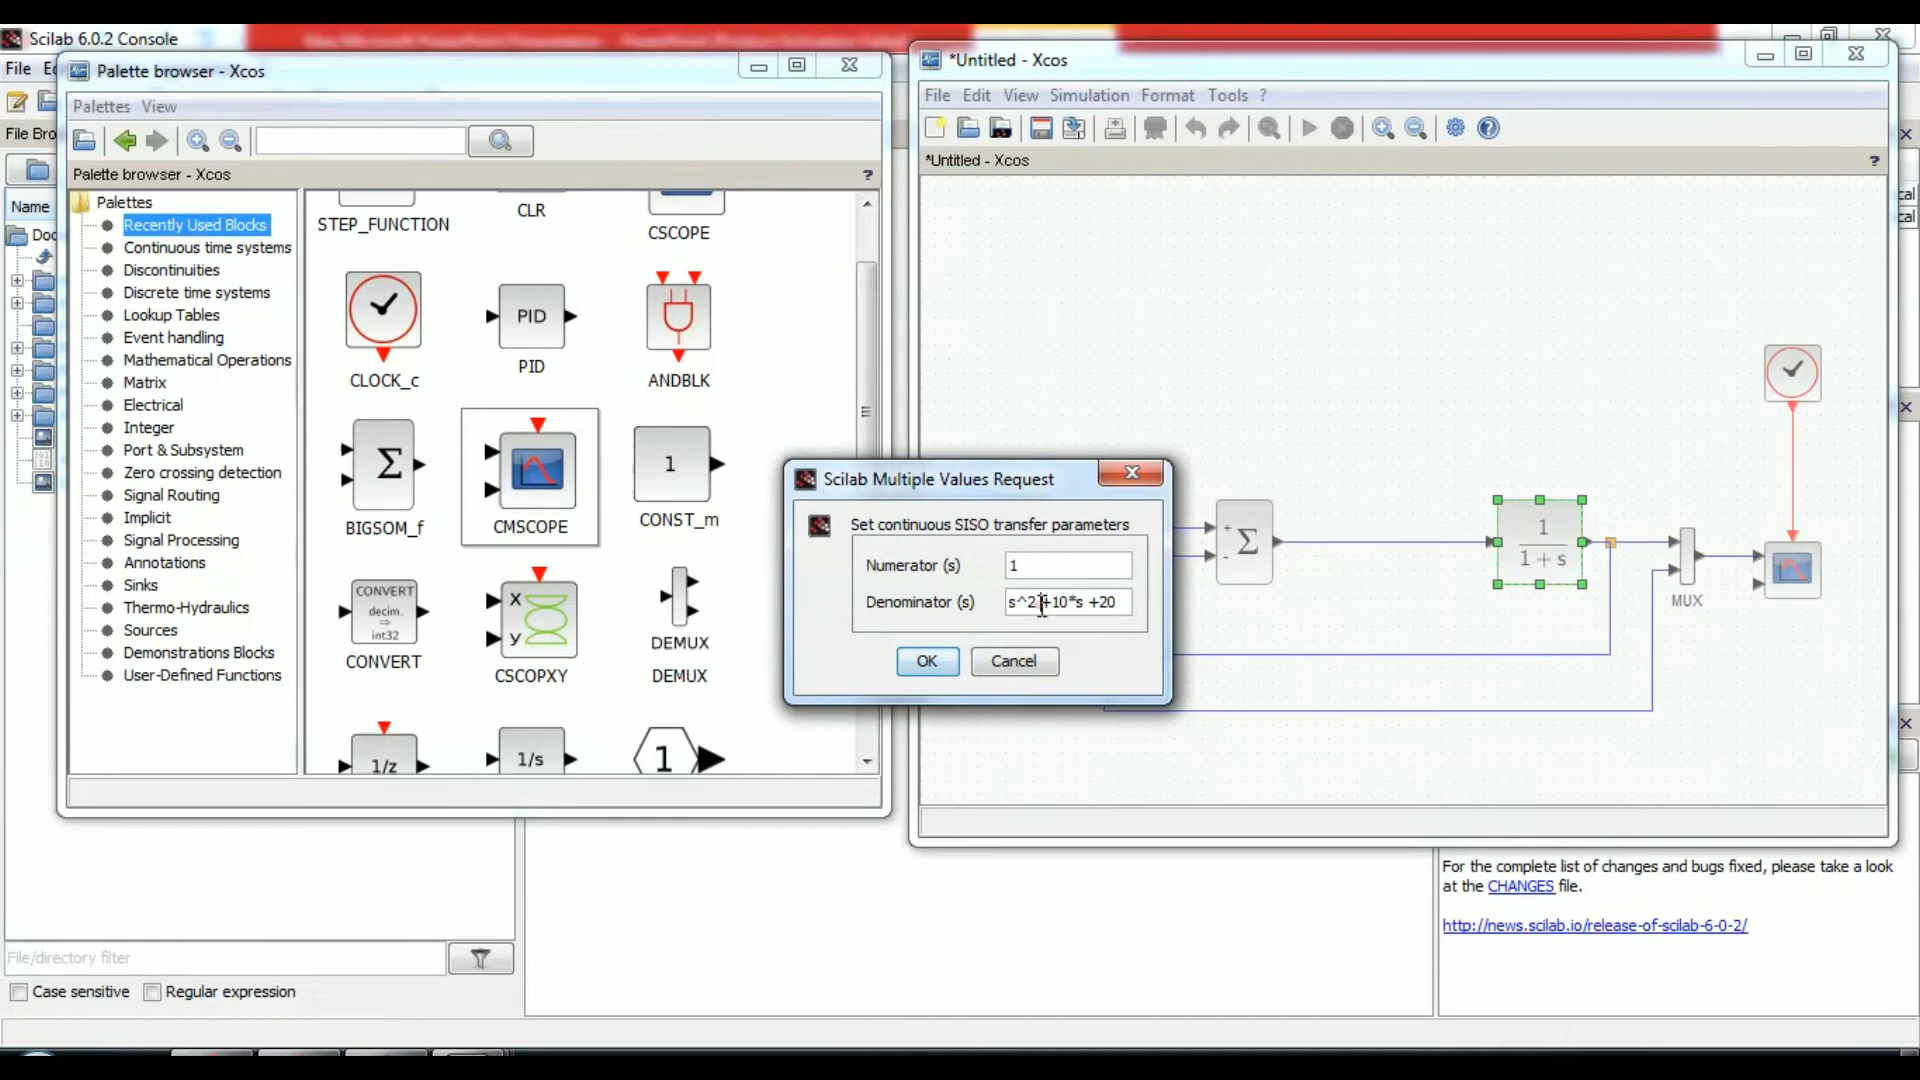 Scilab 6.0.2 Console
File
File Bro
Name
Doc
Palette browser - Xcos
Palettes View
Palette browser - Xcos
?
Palettes
Recently Used Blocks
Continuous time systems
Discontinuities
Discrete time systems
Lookup Tables
Event handling
Mathematical Operations
Matrix
Electrical
Integer
Port & Subsystem
Zero crossing detection
Signal Routing
Implicit
Signal Processing
Annotations
Sinks
Thermo-Hydraulics
Sources
Demonstrations Blocks
User-Defined Functions
STEP_FUNCTION
CLR
CSCOPE
CLOCK_c
PID
PID
ANDBLK
Σ
BIGSOM_f
CMSCOPE
1
CONST_m
CONVERT
decim.
⇒
int32
CONVERT
X
Y
CSCOPXY
DEMUX
DEMUX
1/z
1/s
1
*Untitled - Xcos
File Edit View Simulation Format Tools ?
*Untitled - Xcos
?
+
-
Σ
1
1 + s
MUX
Scilab Multiple Values Request
Set continuous SISO transfer parameters
Numerator (s) 1
Denominator (s) s^2 +10*s +20
OK Cancel
cal
cal
For the complete list of changes and bugs fixed, please take a look
at the CHANGES file.
http://news.scilab.io/release-of-scilab-6-0-2/
File/directory filter
Case sensitive Regular expression